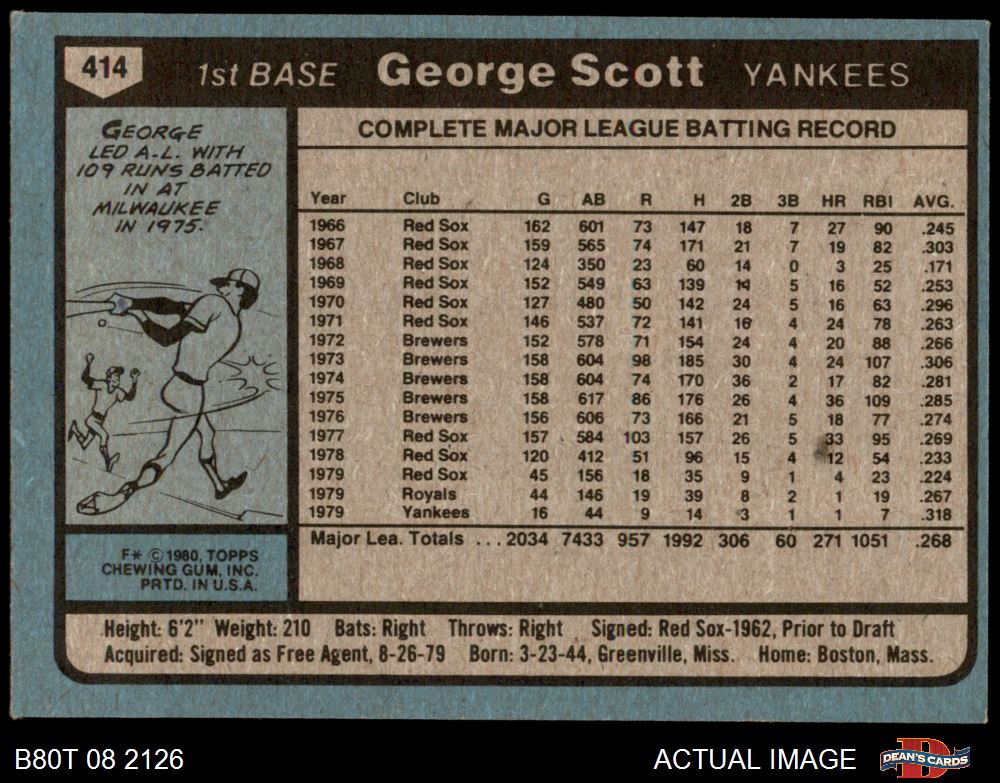 414 1st BASE George Scott YANKEES
GEORGE
LED A.L. WITH
109 RUNS BATTED
IN AT
MILWAUKEE
IN 1975.
COMPLETE MAJOR LEAGUE BATTING RECORD
Year Club G AB R H 2B 3B HR RBI AVG.
1966 Red Sox 162 601 73 147 18 7 27 90 .245
1967 Red Sox 159 565 74 171 21 7 19 82 .303
1968 Red Sox 124 350 23 60 14 0 3 25 .171
1969 Red Sox 152 549 63 139 14 5 16 52 .253
1970 Red Sox 127 480 50 142 24 5 16 63 .296
1971 Red Sox 146 537 72 141 16 4 24 78 .263
1972 Brewers 152 578 71 154 24 4 20 88 .266
1973 Brewers 158 604 98 185 30 4 24 107 .306
1974 Brewers 158 604 74 170 36 2 17 82 .281
1975 Brewers 158 617 86 176 26 4 36 109 .285
1976 Brewers 156 606 73 166 21 5 18 77 .274
1977 Red Sox 157 584 103 157 26 5 33 95 .269
1978 Red Sox 120 412 51 96 15 4 12 54 .233
1979 Red Sox 45 156 18 35 9 1 4 23 .224
1979 Royals 44 146 19 39 8 2 1 19 .267
1979 Yankees 16 44 9 14 3 1 1 7 .318
Major Lea. Totals ... 2034 7433 957 1992 306 60 271 1051 .268
F* © 1980, TOPPS
CHEWING GUM, INC.
PRTD. IN U.S.A.
Height: 6'2" Weight: 210 Bats: Right Throws: Right Signed: Red Sox-1962, Prior to Draft
Acquired: Signed as Free Agent, 8-26-79 Born: 3-23-44, Greenville, Miss. Home: Boston, Mass.
B80T 08 2126 ACTUAL IMAGE DEAN'S CARDS